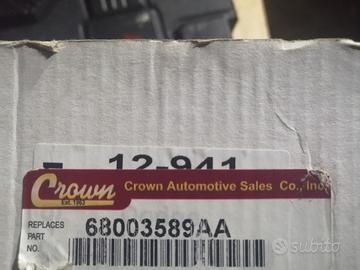 12-941
Crown
Est. 1963
Crown Automotive Sales Co., Inc.
REPLACES
PART
NO.
68003589AA
subito